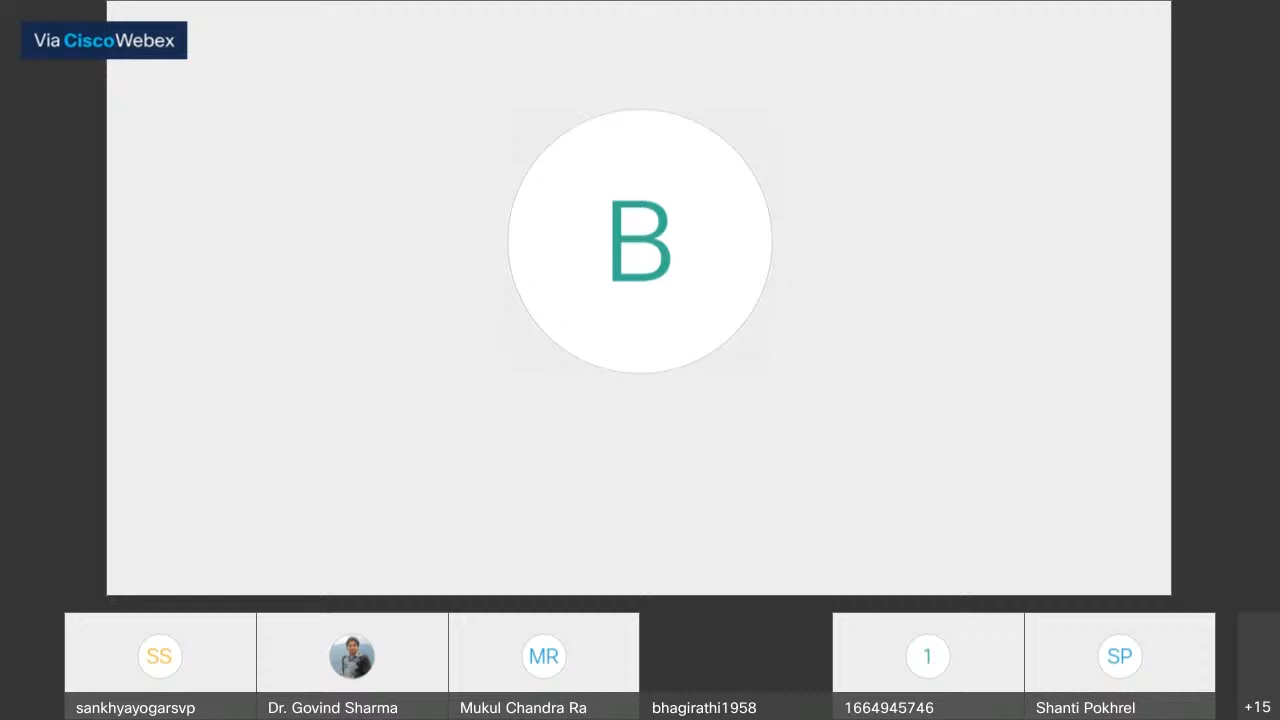 Via CiscoWebex
B
SS
MR
1
SP
sankhyayogarsvp
Dr. Govind Sharma
Mukul Chandra Ra
bhagirathi1958
1664945746
Shanti Pokhrel
+15